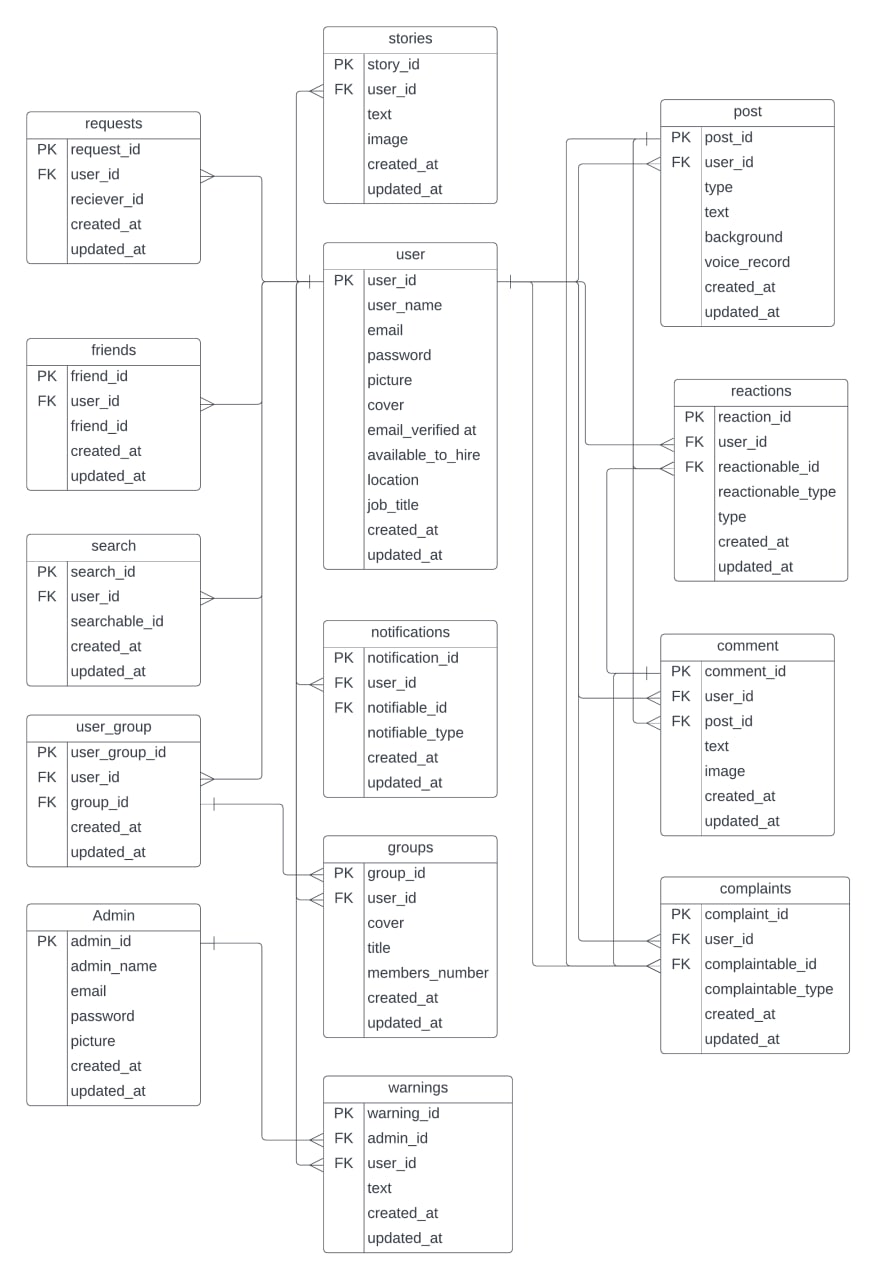 stories
PK story_id
FK user_id
text
image
created_at
updated_at
requests
PK request_id
FK user_id
reciever_id
created_at
updated_at
post
PK post_id
FK user_id
type
text
background
voice_record
created_at
updated_at
user
PK user_id
user_name
email
password
picture
cover
email_verified at
available_to_hire
location
job_title
created_at
updated_at
friends
PK friend_id
FK user_id
friend_id
created_at
updated_at
reactions
PK reaction_id
FK user_id
FK reactionable_id
reactionable_type
type
created_at
updated_at
search
PK search_id
FK user_id
searchable_id
created_at
updated_at
notifications
PK notification_id
FK user_id
FK notifiable_id
notifiable_type
created_at
updated_at
comment
PK comment_id
FK user_id
FK post_id
text
image
created_at
updated_at
user_group
PK user_group_id
FK user_id
FK group_id
created_at
updated_at
groups
PK group_id
FK user_id
cover
title
members_number
created_at
updated_at
complaints
PK complaint_id
FK user_id
FK complaintable_id
complaintable_type
created_at
updated_at
Admin
PK admin_id
admin_name
email
password
picture
created_at
updated_at
warnings
PK warning_id
FK admin_id
FK user_id
text
created_at
updated_at